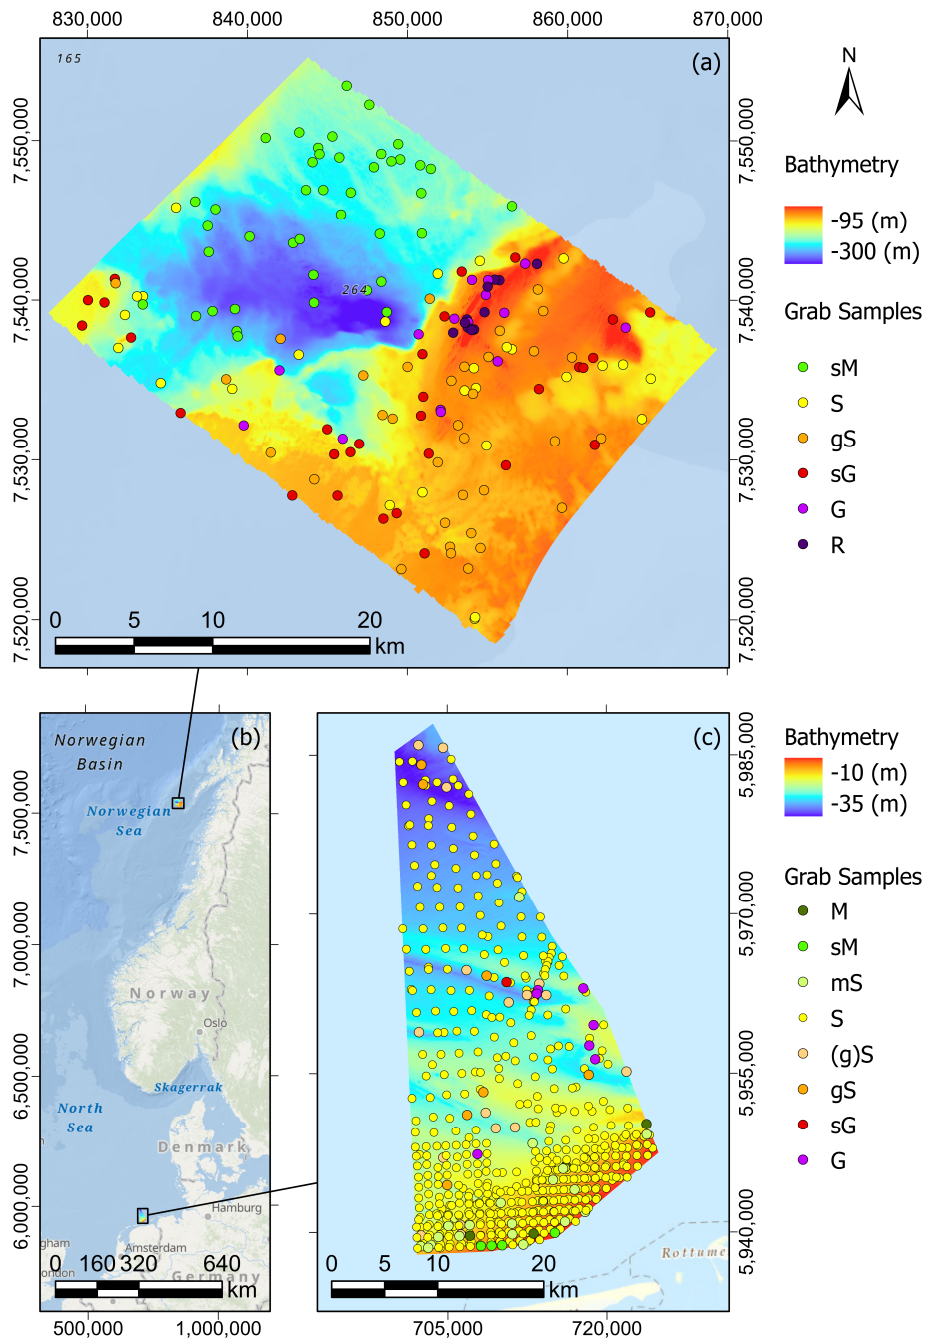 830,000 840,000 850,000 860,000 870,000
165
(a)
N
7,550,000
7,550,000
Bathymetry
-95 (m)
-300 (m)
7,540,000
264
7,540,000
Grab Samples
sM
S
gS
sG
G
R
7,530,000
7,530,000
7,520,000
7,520,000
0 5 10 20
km
Norwegian
Basin
(b)
Norwegian
Sea
7,500,000
7,000,000
Norway
Oslo
6,500,000
Skagerrak
North
Sea
Denmark
6,000,000
Hamburg
gham
Amsterdam
ondon
Germany
0 160 320 640
km
500,000 1,000,000
(c)
5,985,000
Bathymetry
-10 (m)
-35 (m)
Grab Samples
M
sM
mS
S
(g)S
gS
sG
G
5,970,000
5,955,000
5,940,000
Rottume
0 5 10 20
km
705,000 720,000